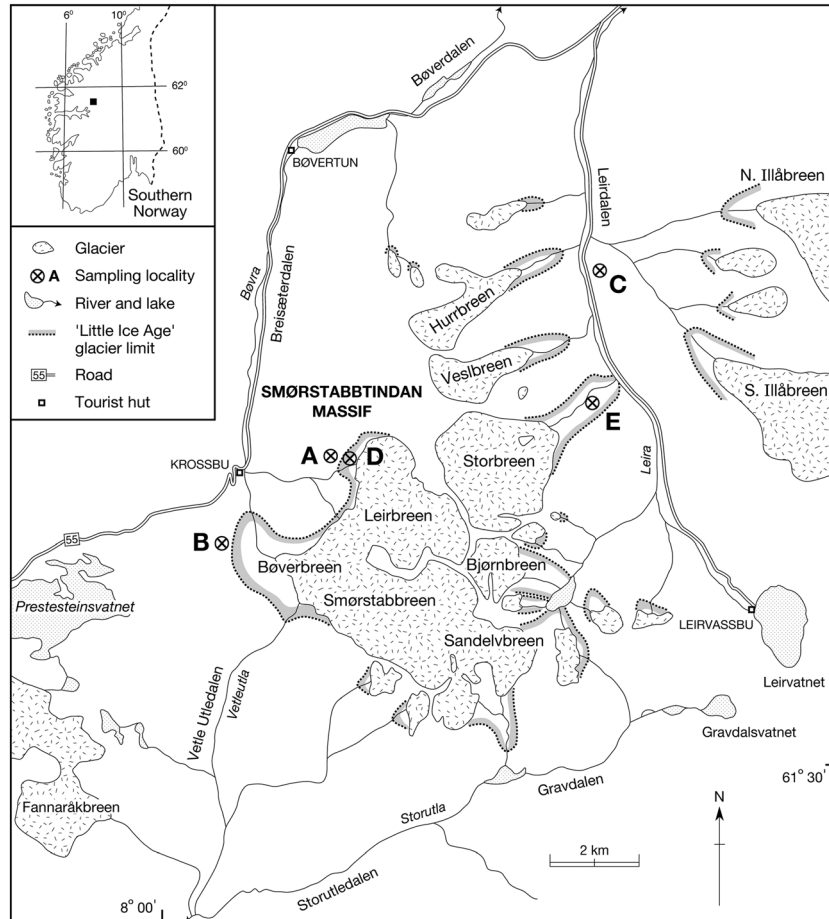 6°
10°
62°
60°
Southern
Norway
Glacier
A
Sampling locality
River and lake
'Little Ice Age'
glacier limit
55
Road
Tourist hut
Bøverdalen
BØVERTUN
Leirdalen
N. Illåbreen
Bøvra
Breisæterdalen
C
Hurrbreen
Veslbreen
S. Illåbreen
SMØRSTABBTINDAN
MASSIF
E
KROSSBU
A
D
Storbreen
Leira
Leirbreen
55
B
Bøverbreen
Bjørnbreen
Prestesteinsvatnet
Smørstabbreen
LEIRVASSBU
Sandelvbreen
Leirvatnet
Vetle Utledalen
Vetleutla
Gravdalsvatnet
61° 30'
Gravdalen
Fannaråkbreen
Storutla
N
2 km
Storutledalen
8° 00'